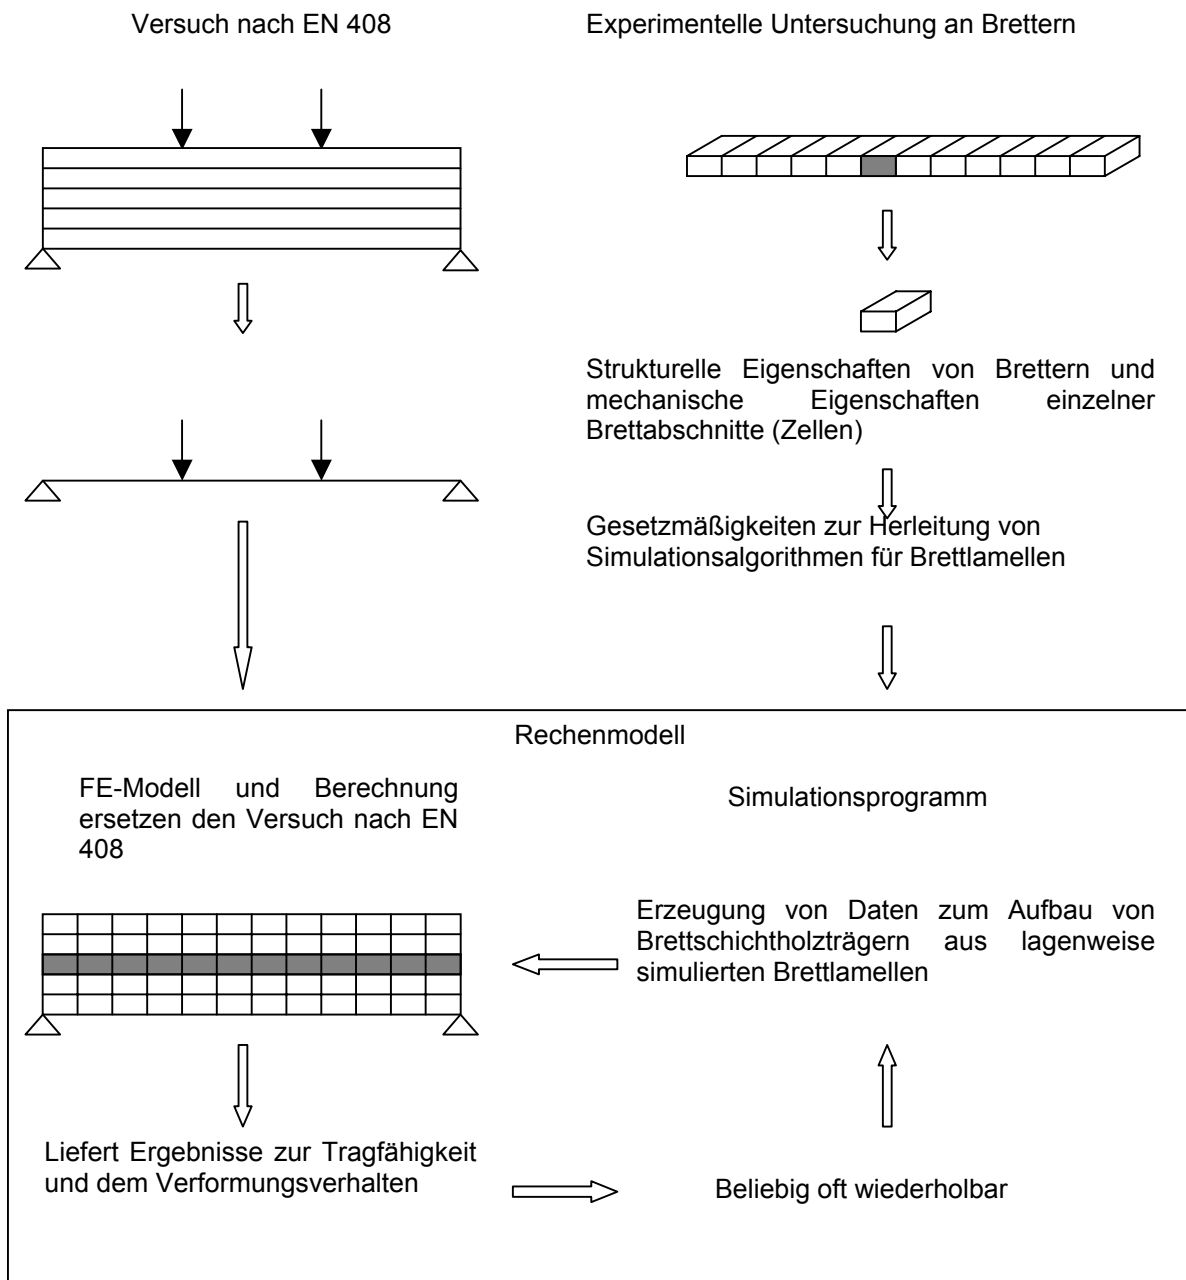 Versuch nach EN 408
Experimentelle Untersuchung an Brettern
Strukturelle Eigenschaften von Brettern und
mechanische Eigenschaften einzelner
Brettabschnitte (Zellen)
Gesetzmäßigkeiten zur Herleitung von
Simulationsalgorithmen für Brettlamellen
Rechenmodell
FE-Modell und Berechnung
ersetzen den Versuch nach EN
408
Simulationsprogramm
Erzeugung von Daten zum Aufbau von
Brettschichtholzträgern aus lagenweise
simulierten Brettlamellen
Liefert Ergebnisse zur Tragfähigkeit
und dem Verformungsverhalten
Beliebig oft wiederholbar